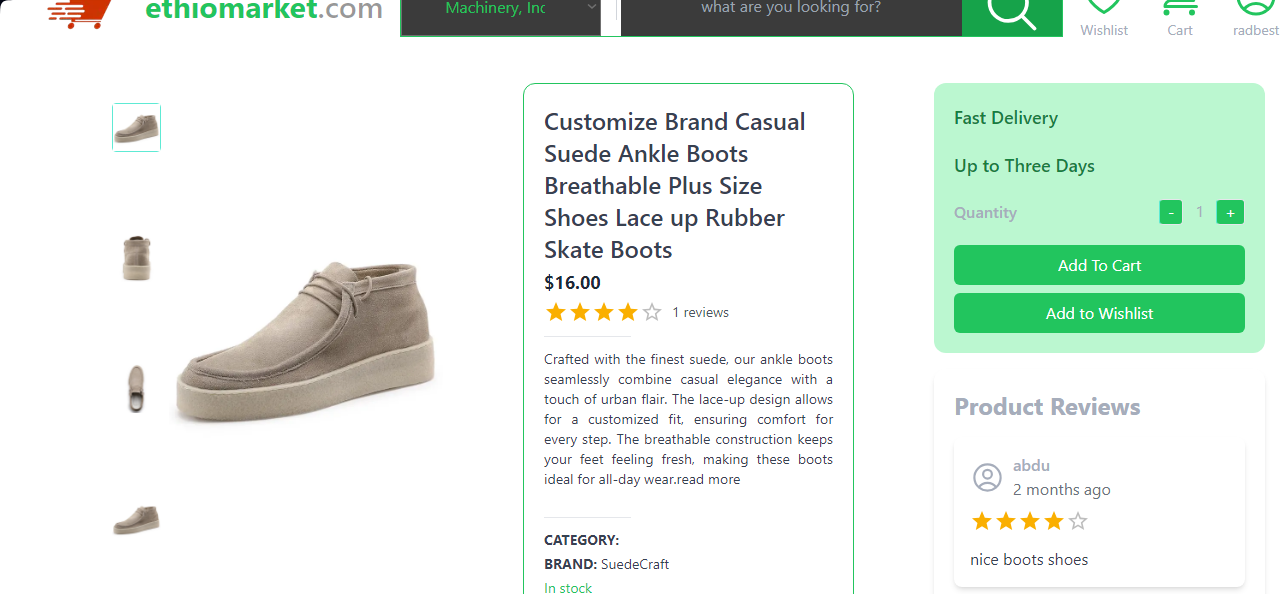 ethiomarket.com
Machinery, Inc
what are you looking for?
Wishlist
Cart
radbest
Customize Brand Casual
Suede Ankle Boots
Breathable Plus Size
Shoes Lace up Rubber
Skate Boots
$16.00
1 reviews
Crafted with the finest suede, our ankle boots
seamlessly combine casual elegance with a
touch of urban flair. The lace-up design allows
for a customized fit, ensuring comfort for
every step. The breathable construction keeps
your feet feeling fresh, making these boots
ideal for all-day wear.read more
CATEGORY:
BRAND: SuedeCraft
In stock
Fast Delivery
Up to Three Days
Quantity - 1 +
Add To Cart
Add to Wishlist
Product Reviews
abdu
2 months ago
nice boots shoes